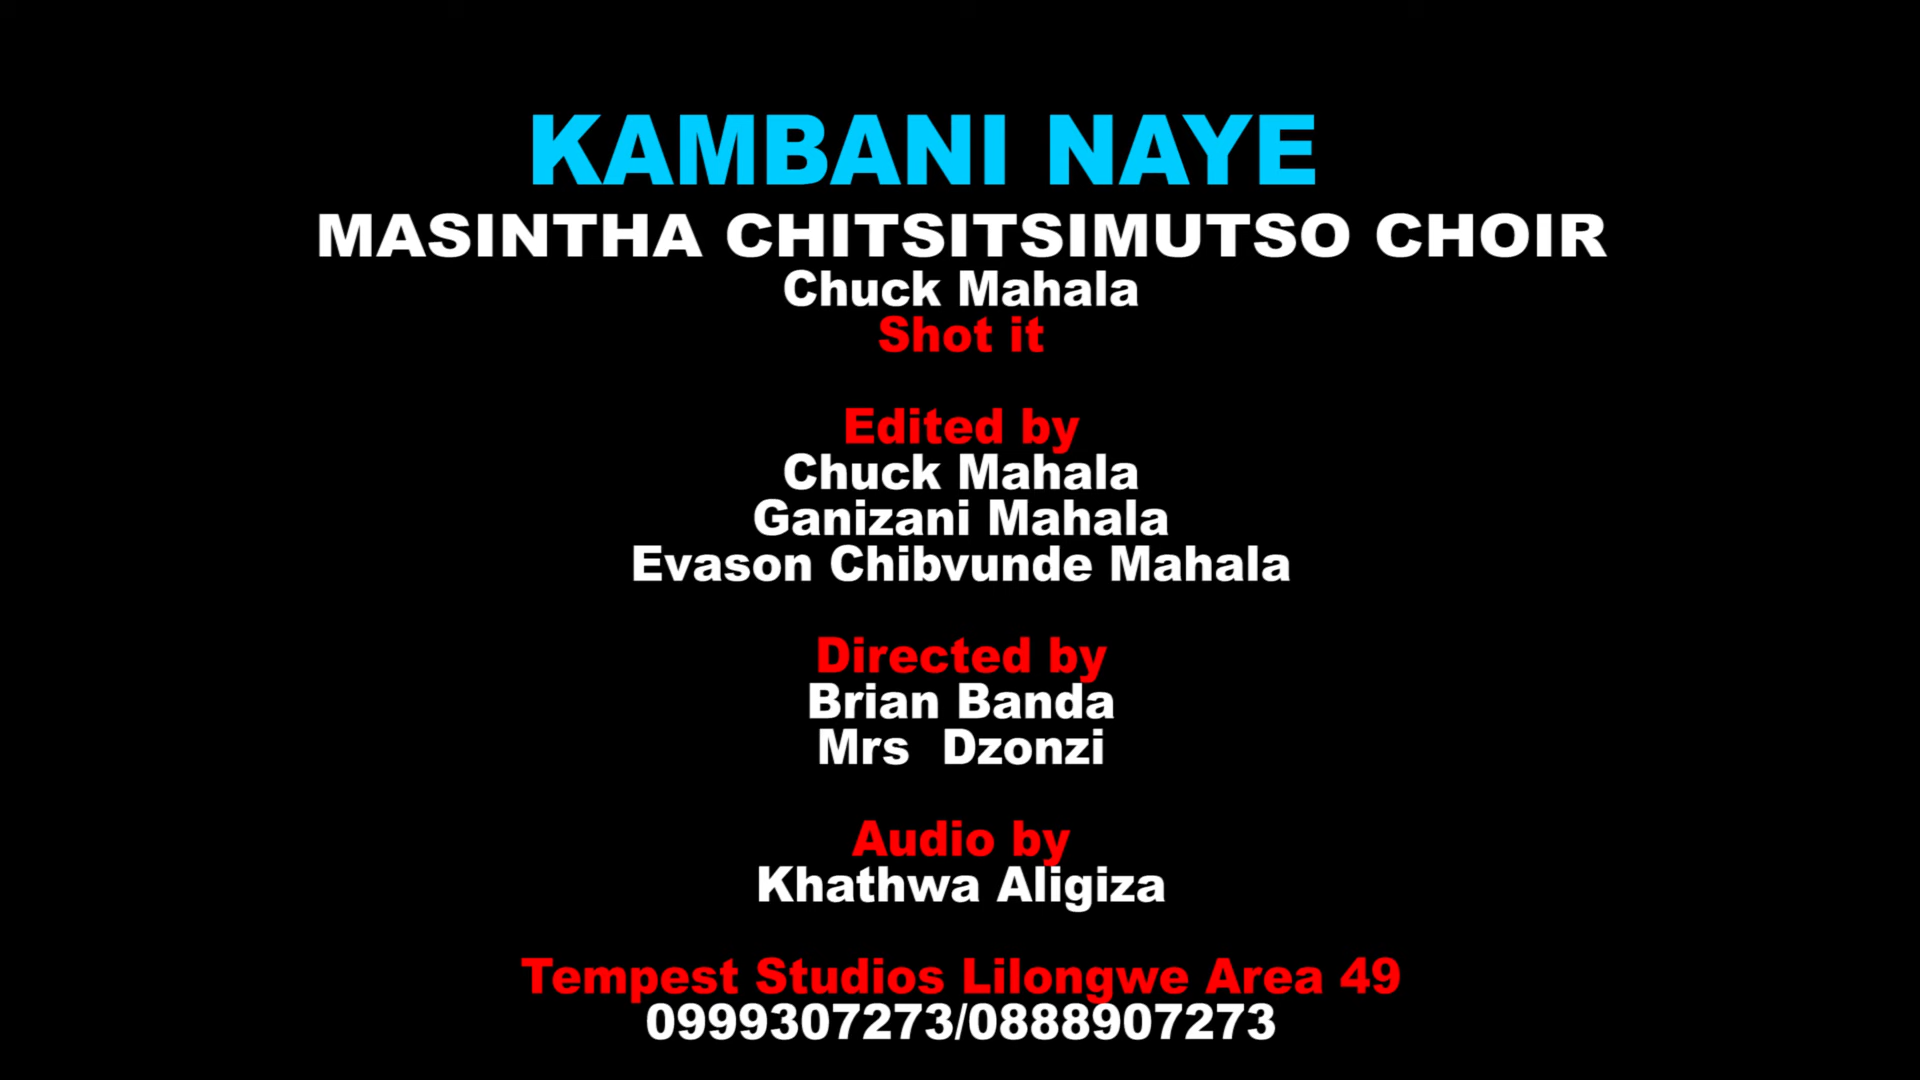 KAMBANI NAYE
MASINTHA CHITSITSIMUTSO CHOIR
Chuck Mahala
Shot it
Edited by
Chuck Mahala
Ganizani Mahala
Evason Chibvunde Mahala
Directed by
Brian Banda
Mrs  Dzonzi
Audio by
Khathwa Aligiza
Tempest Studios Lilongwe Area 49
0999307273/0888907273